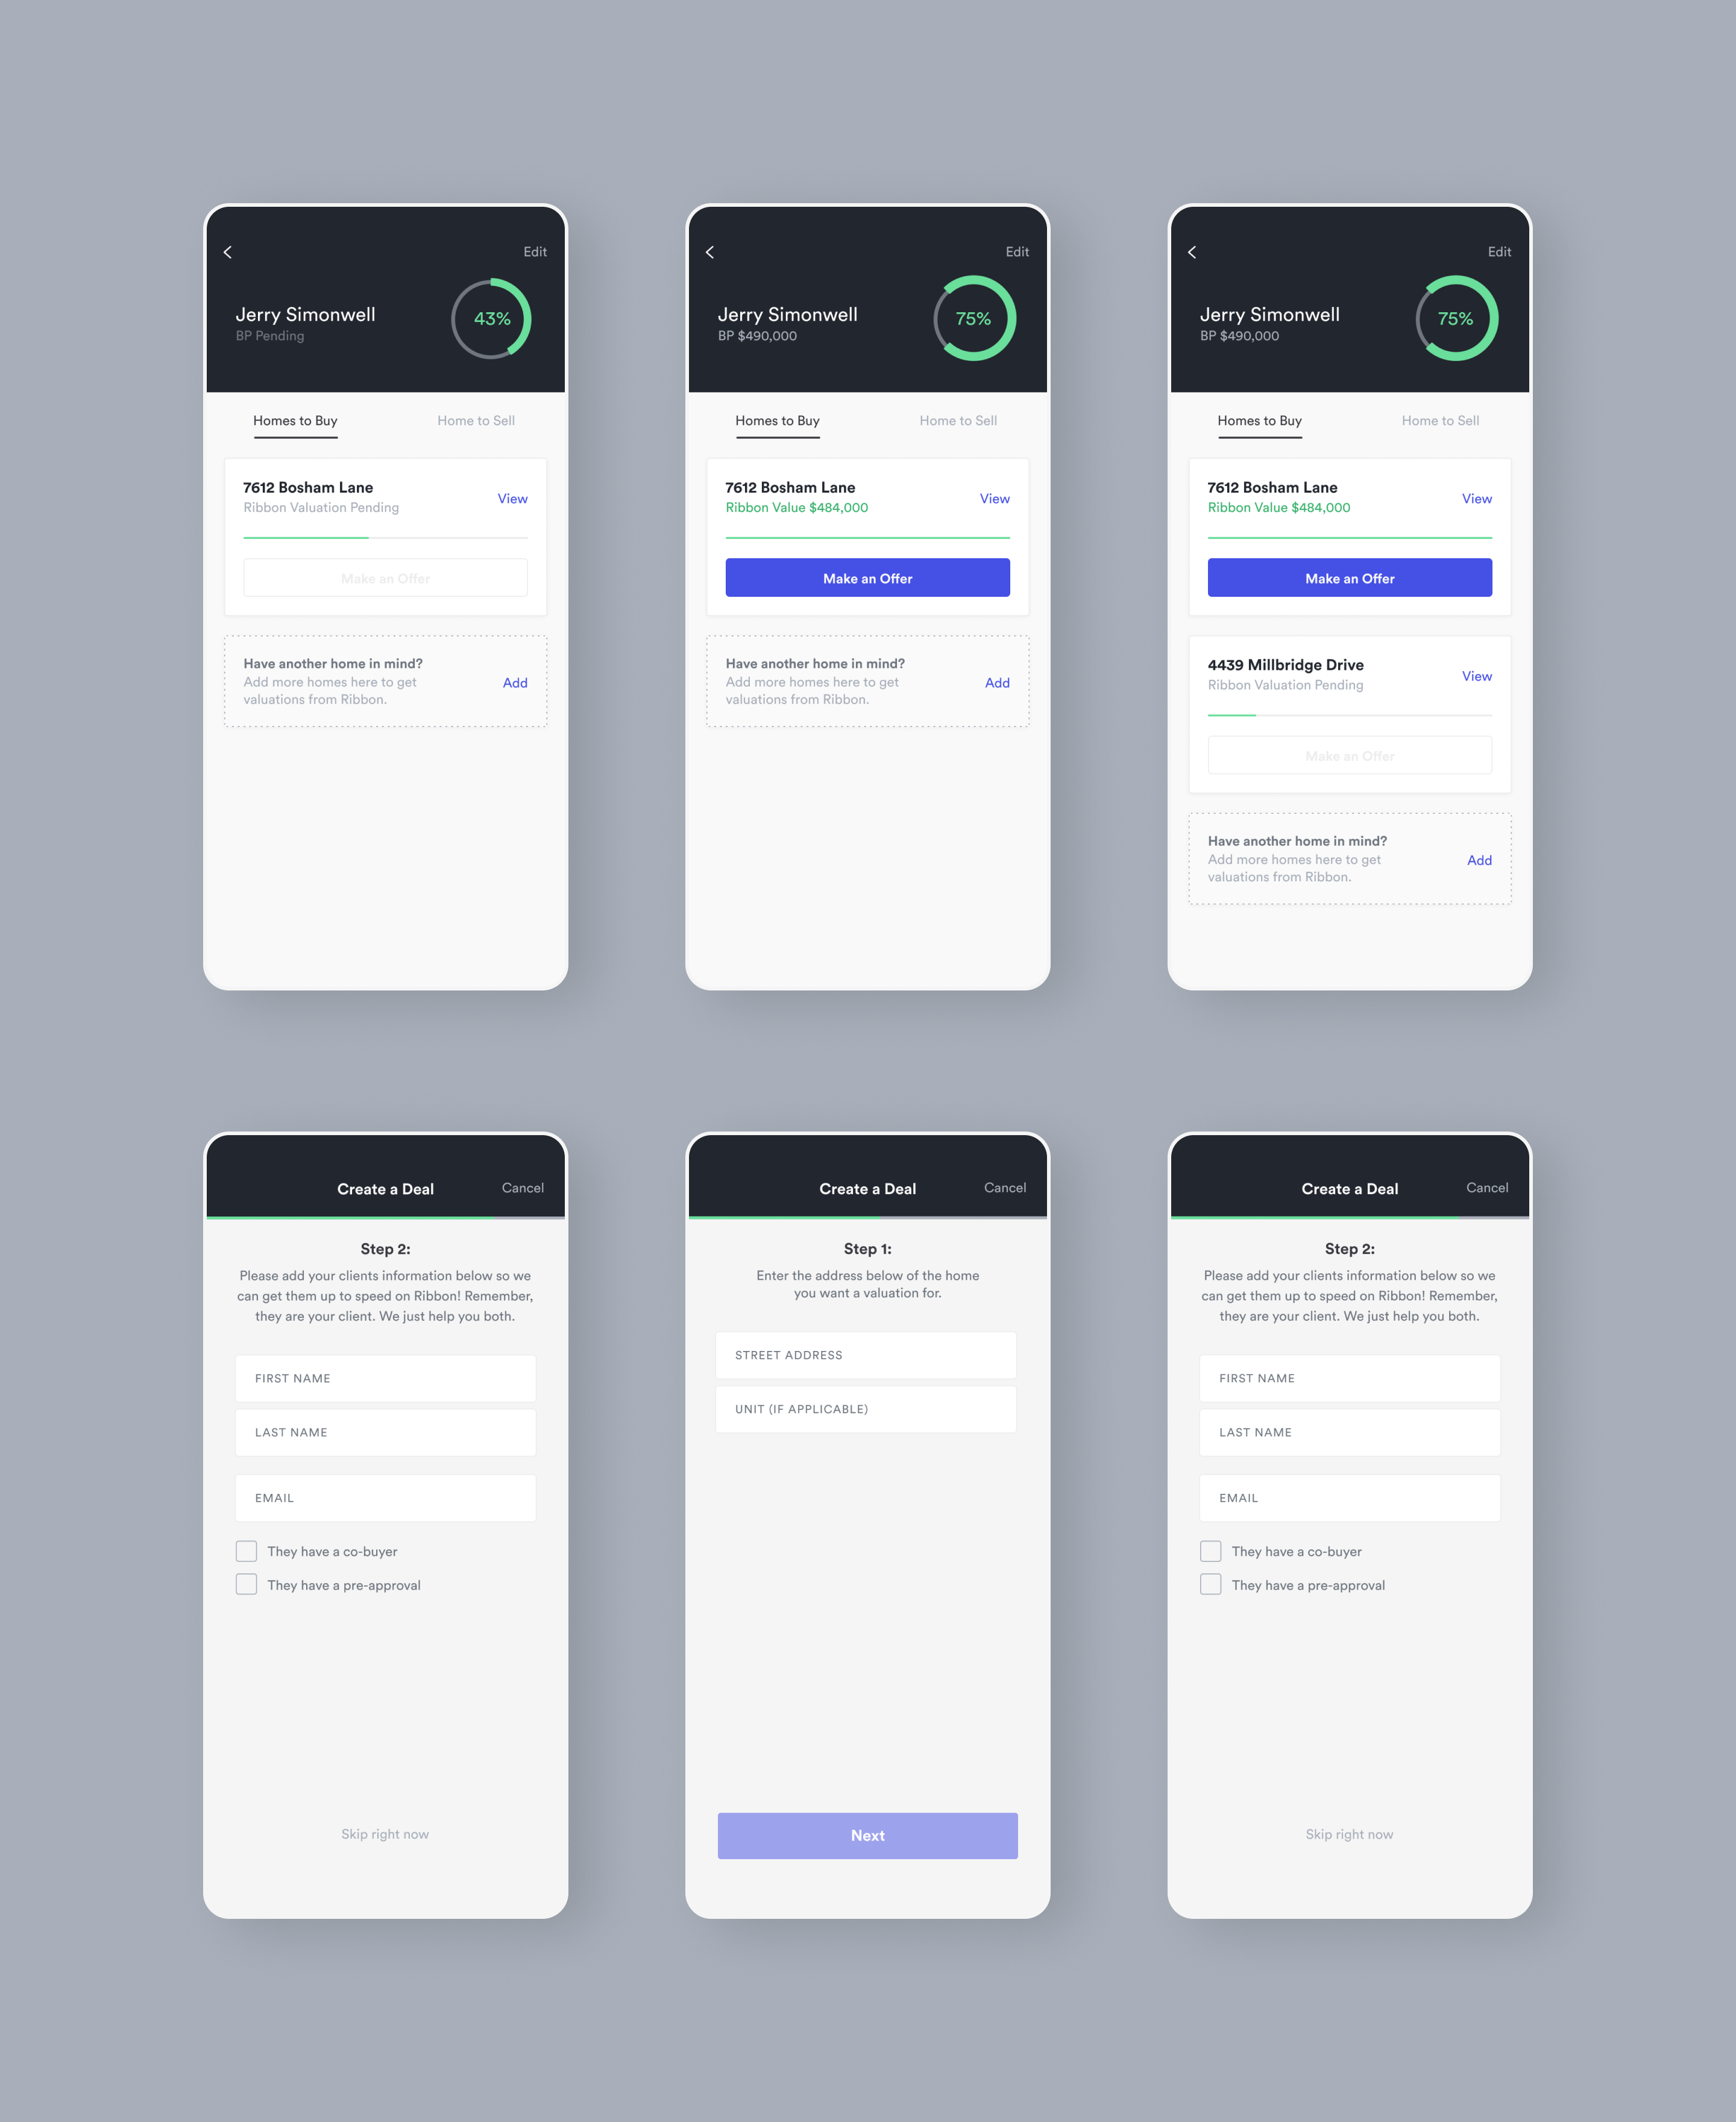 Edit
Jerry Simonwell
BP Pending
43%
Homes to Buy
Home to Sell
7612 Bosham Lane
Ribbon Valuation Pending
View
Make an Offer
Have another home in mind?
Add more homes here to get
valuations from Ribbon.
Add
Edit
Jerry Simonwell
BP $490,000
75%
Homes to Buy
Home to Sell
7612 Bosham Lane
Ribbon Value $484,000
View
Make an Offer
Have another home in mind?
Add more homes here to get
valuations from Ribbon.
Add
Edit
Jerry Simonwell
BP $490,000
75%
Homes to Buy
Home to Sell
7612 Bosham Lane
Ribbon Value $484,000
View
Make an Offer
4439 Millbridge Drive
Ribbon Valuation Pending
View
Make an Offer
Have another home in mind?
Add more homes here to get
valuations from Ribbon.
Add
Create a Deal
Cancel
Step 2:
Please add your clients information below so we
can get them up to speed on Ribbon! Remember,
they are your client. We just help you both.
FIRST NAME
LAST NAME
EMAIL
They have a co-buyer
They have a pre-approval
Skip right now
Create a Deal
Cancel
Step 1:
Enter the address below of the home
you want a valuation for.
STREET ADDRESS
UNIT (IF APPLICABLE)
Next
Create a Deal
Cancel
Step 2:
Please add your clients information below so we
can get them up to speed on Ribbon! Remember,
they are your client. We just help you both.
FIRST NAME
LAST NAME
EMAIL
They have a co-buyer
They have a pre-approval
Skip right now